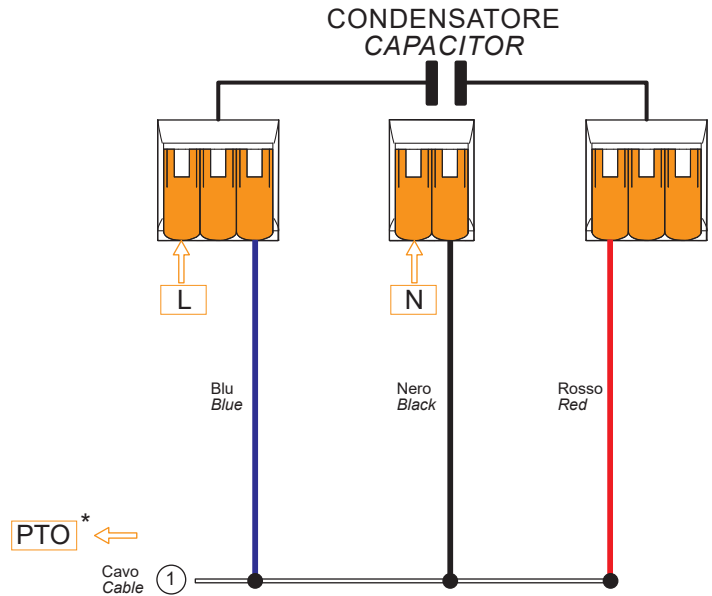 CONDENSATORE
CAPACITOR
L
N
Blu
Blue
Nero
Black
Rosso
Red
PTO *
Cavo
Cable
1